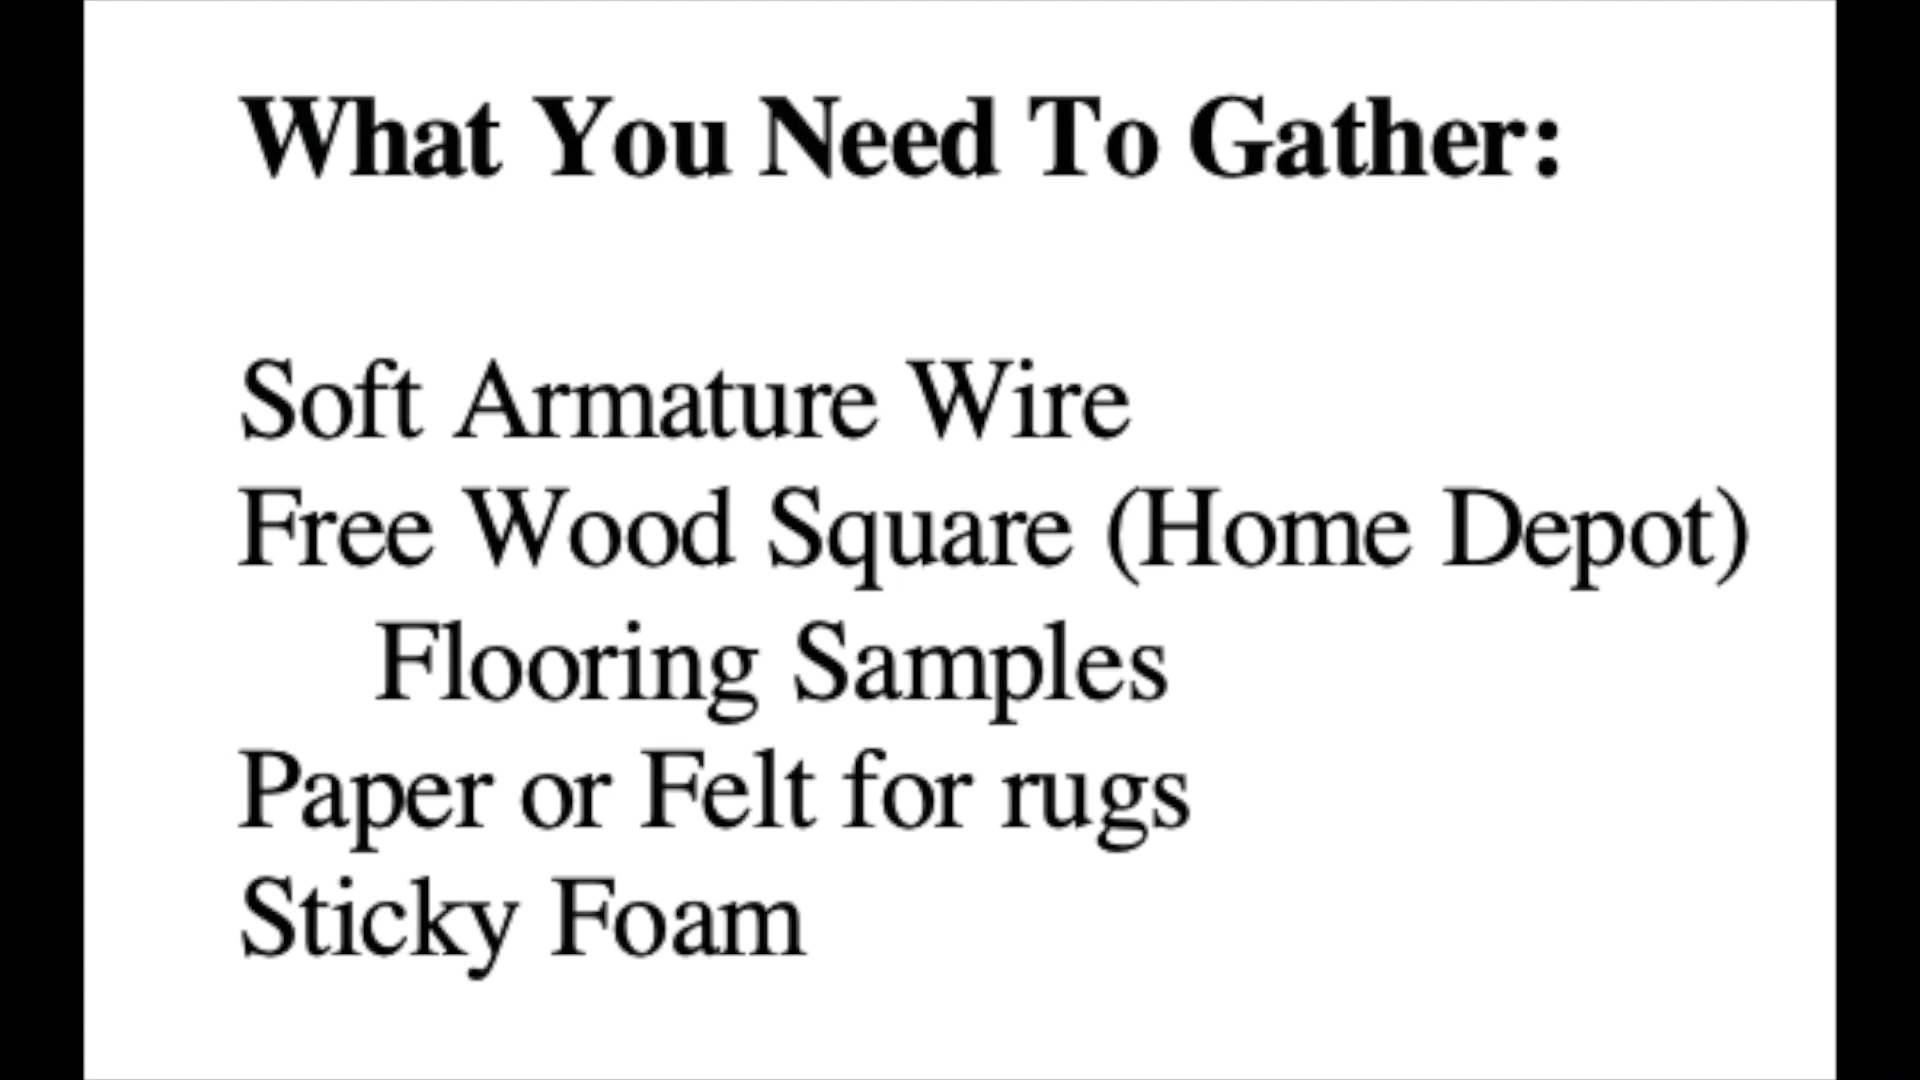 What You Need To Gather:
Soft Armature Wire
Free Wood Square (Home Depot)
Flooring Samples
Paper or Felt for rugs
Sticky Foam